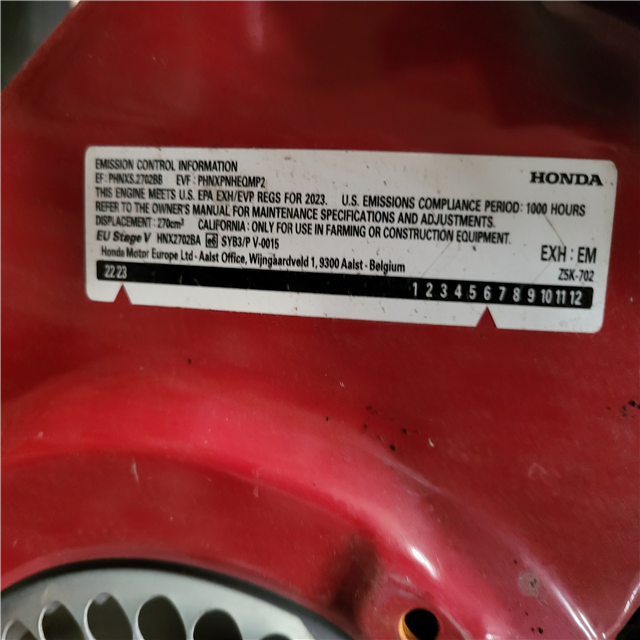 EMISSION CONTROL INFORMATION
HONDA
EF: PHNXS.2702BB EVF: PHNXPNHEQMP2
THIS ENGINE MEETS U.S. EPA EXH/EVP REGS FOR 2023. U.S. EMISSIONS COMPLIANCE PERIOD: 1000 HOURS
REFER TO THE OWNER'S MANUAL FOR MAINTENANCE SPECIFICATIONS AND ADJUSTMENTS.
DISPLACEMENT: 270cm³ CALIFORNIA: ONLY FOR USE IN FARMING OR CONSTRUCTION EQUIPMENT.
EU Stage V HNX2702BA e6 SYB3/P V-0015
EXH : EM
Honda Motor Europe Ltd - Aalst Office, Wijngaardveld 1, 9300 Aalst - Belgium
Z5K-702
22 23
1 2 3 4 5 6 7 8 9 10 11 12